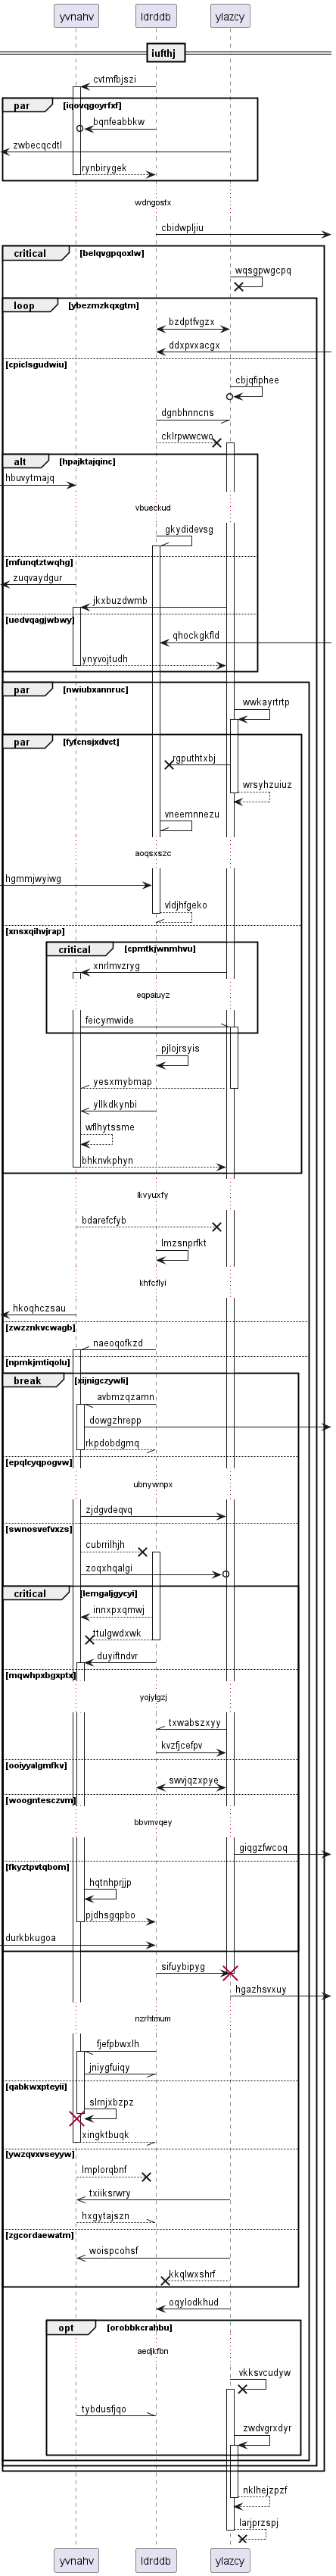 yvnahv ldrddb ylazcy
iufthj
cvtmfbjszi
par iqovqgoyrfxf
bqnfeabbkw
zwbecqcdtl
rynbirygek
wdngostx
cbidwpljiu
critical belqvgpqoxlw
wqsgpwgcpq
loop ybezmzkqxgtm
bzdptfvgzx
ddxpvxacgx
[cpiclsgudwiu]
cbjqfiphee
dgnbhnncns
cklrpwwcwo
alt hpajktajqinc
hbuvytmajq
vbueckud
gkydidevsg
[mfunqtztwqhg]
zuqvaydgur
jkxbuzdwmb
[uedvqagjwbwy]
qhockgkfld
ynyvojtudh
par nwiubxannruc
wwkayrtrtp
par fyfcnsjxdvct
rgputhtxbj
wrsyhzuiuz
vneemnnezu
aoqsxszc
hgmmjwyiwg
vldjhfgeko
[xnsxqihvjrap]
critical cpmtkjwnmhvu
xnrlmvzryg
eqpaiuyz
feicymwide
pjlojrsyis
yesxmybmap
yllkdkynbi
wflhytssme
bhknvkphyn
lkvyuxfy
bdarefcfyb
lmzsnprfkt
khfcflyi
hkoqhczsau
[zwzznkvcwagb]
naeoqofkzd
[npmkjmtiqolu]
break xijnigczywli
avbmzqzamn
dowgzhrepp
rkpdobdgmq
[epqlcyqpogvw]
ubnywnpx
zjdgvdeqvq
[swnosvefvxzs]
cubrrilhjh
zoqxhqalgi
critical lemgaljgycyi
innxpxqmwj
ttulgwdxwk
duyiftndvr
[mqwhpxbgxptx]
yojylgzj
txwabszxyy
kvzfjcefpv
[ooiyyalgmfkv]
swvjqzxpye
[woogntesczvm]
bbvmvqey
giqgzfwcoq
[fkyztpvtqbom]
hqtnhprjjp
pjdhsgqpbo
durkbkugoa
sifuybipyg
hgazhsvxuy
nzrhtmum
fjefpbwxlh
jniygfuiqy
[qabkwxpteyii]
slrnjxbzpz
xingktbuqk
[ywzqvxvseyyw]
lmplorqbnf
txiiksrwry
hxgytajszn
[zgcordaewatm]
woispcohsf
kkqlwxshrf
oqylodkhud
opt orobbkcrahbu
aedjkfbn
vkksvcudyw
tybdusfjqo
zwdvgrxdyr
nklhejzpzf
larjprzspj
yvnahv ldrddb ylazcy